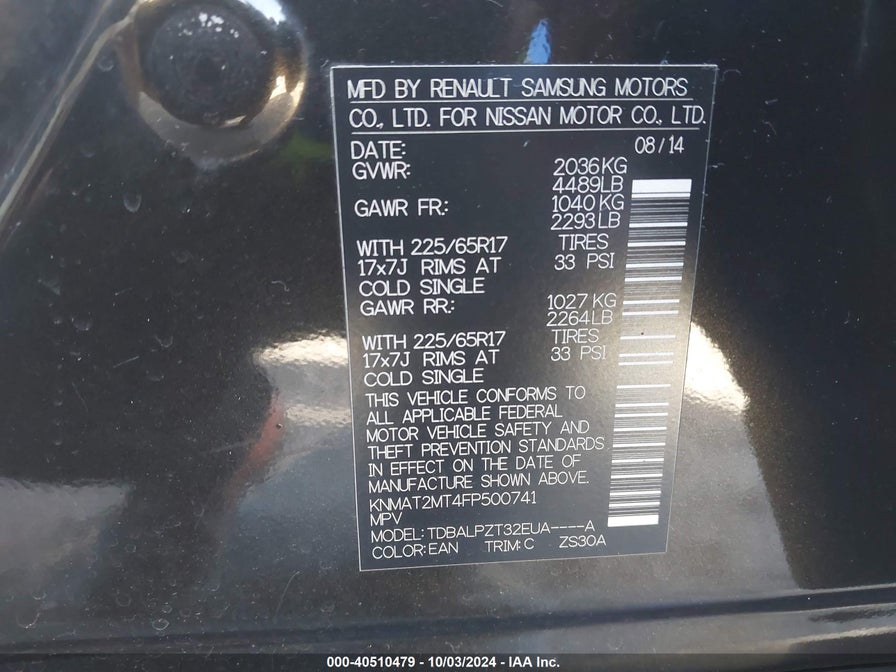 MFD BY RENAULT SAMSUNG MOTORS
CO., LTD. FOR NISSAN MOTOR CO., LTD.
DATE: 08/14
GVWR: 2036KG
4489LB
GAWR FR.: 1040KG
2293LB
WITH 225/65R17 TIRES
17x7J RIMS AT 33 PSI
COLD SINGLE
GAWR RR.: 1027KG
2264LB
WITH 225/65R17 TIRES
17x7J RIMS AT 33 PSI
COLD SINGLE
THIS VEHICLE CONFORMS TO
ALL APPLICABLE FEDERAL
MOTOR VEHICLE SAFETY AND
THEFT PREVENTION STANDARDS
IN EFFECT ON THE DATE OF
MANUFACTURE SHOWN ABOVE.
KNMAT2MT4FP500741
MPV
MODEL: TDBALPZT32EUA----A
COLOR: EAN TRIM: C ZS30A
000-40510479 - 10/03/2024 - IAA Inc.